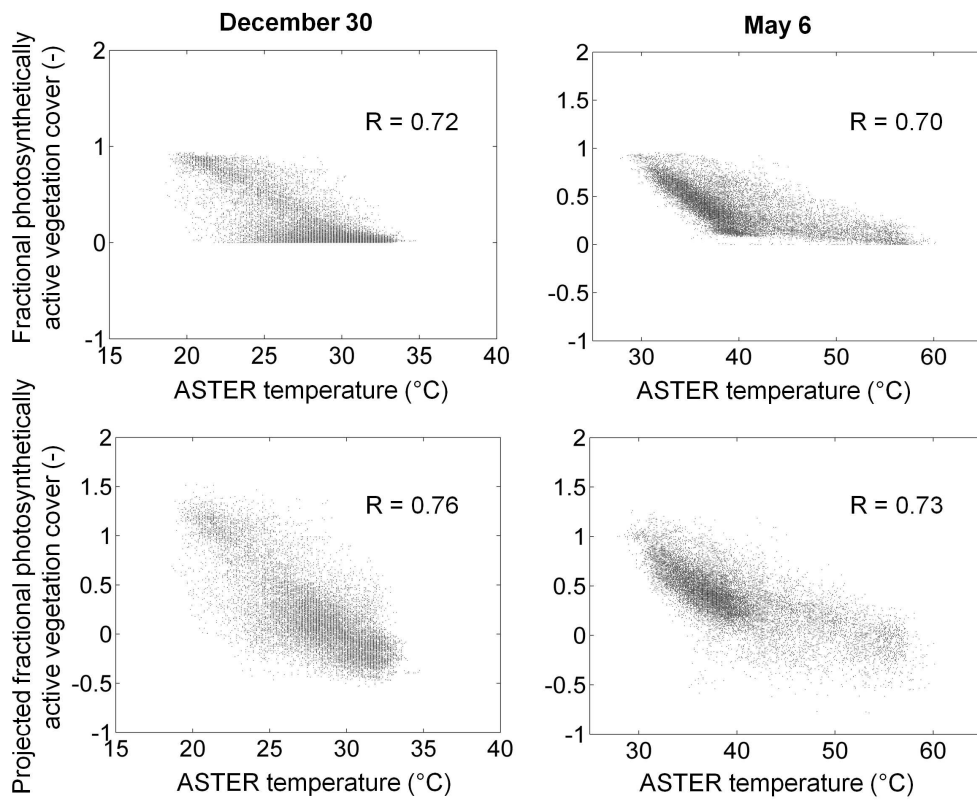 December 30
May 6
Fractional photosynthetically
active vegetation cover (-)
2
1
0
-1
R = 0.72
15 20 25 30 35 40
ASTER temperature (°C)
2
1.5
1
0.5
0
-0.5
-1
R = 0.70
30 40 50 60
ASTER temperature (°C)
Projected fractional photosynthetically
active vegetation cover (-)
2
1.5
1
0.5
0
-0.5
-1
R = 0.76
15 20 25 30 35 40
ASTER temperature (°C)
2
1.5
1
0.5
0
-0.5
-1
R = 0.73
30 40 50 60
ASTER temperature (°C)